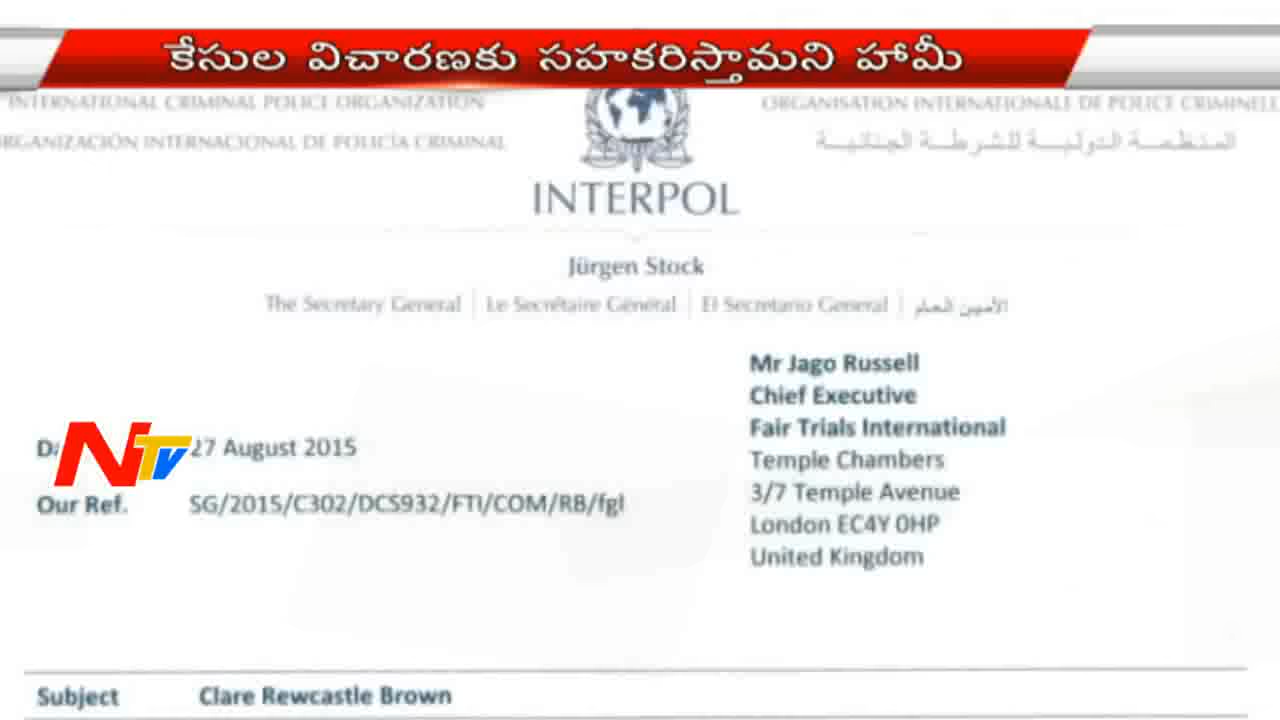 కేసుల విచారణకు సహకరిస్తామని హామీ
INTERNATIONAL CRIMINAL POLICE ORGANIZATION
ORGANISATION INTERNATIONALE DE POLICE CRIMINELLE
ORGANIZACIÓN INTERNACIONAL DE POLICÍA CRIMINAL
المنظمة الدولية للشرطة الجنائية
INTERPOL
Jürgen Stock
The Secretary General | Le Secrétaire Général | El Secretario General | الأمين العام
Mr Jago Russell
Chief Executive
Fair Trials International
Temple Chambers
3/7 Temple Avenue
London EC4Y 0HP
United Kingdom
NTV
27 August 2015
Our Ref. SG/2015/C302/DCS932/FTI/COM/RB/fgl
Subject Clare Rewcastle Brown